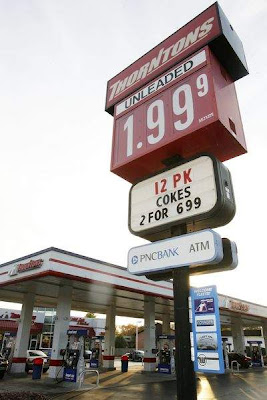 THORNTONS
UNLEADED
1.99 9
12 PK
COKES
2 FOR 699
PNCBANK ATM